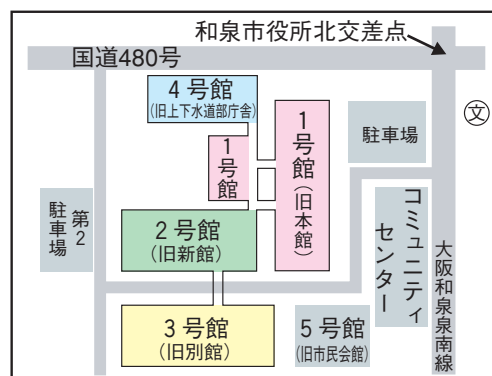 和泉市役所北交差点
国道480号
4号館
(旧上下水道部庁舎)
1号館(旧本館)
1号館
駐車場
文
第2
駐車場
2号館
(旧新館)
コミュニティ
センター
大阪和泉泉南線
3号館
(旧別館)
5号館
(旧市民会館)